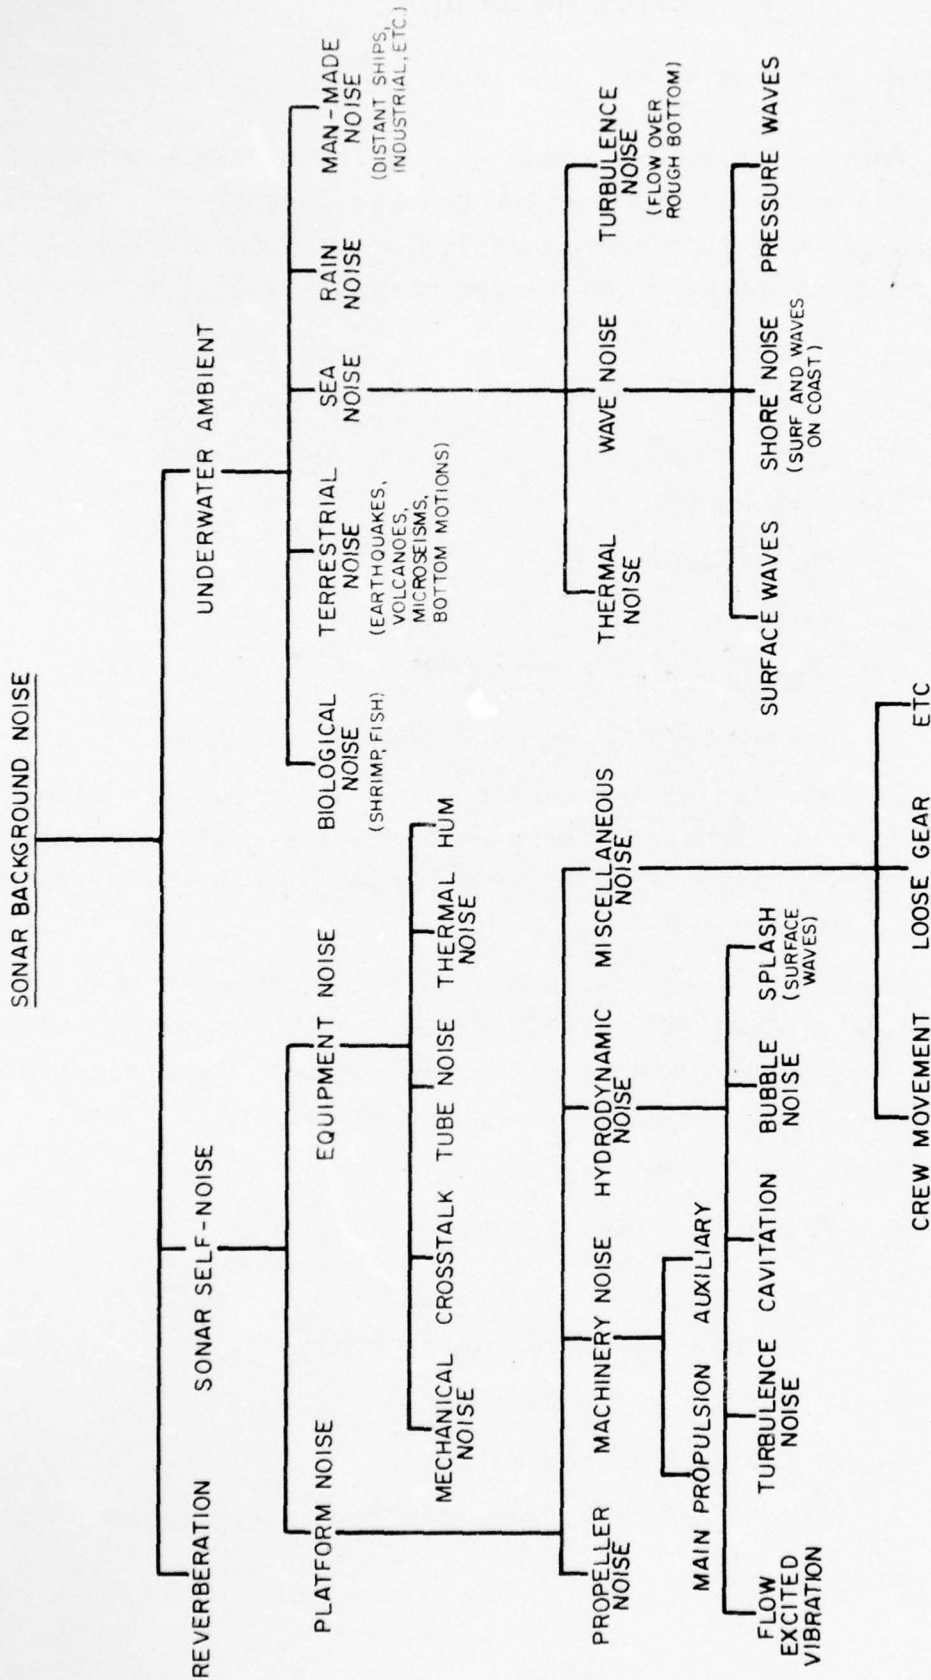 SONAR BACKGROUND NOISE
REVERBERATION
SONAR SELF-NOISE
UNDERWATER AMBIENT
PLATFORM NOISE
EQUIPMENT NOISE
BIOLOGICAL
NOISE
(SHRIMP, FISH)
TERRESTRIAL
NOISE
(EARTHQUAKES,
VOLCANOES,
MICROSEISMS,
BOTTOM MOTIONS)
SEA
NOISE
RAIN
NOISE
MAN-MADE
NOISE
(DISTANT SHIPS,
INDUSTRIAL, ETC.)
MECHANICAL
NOISE
CROSSTALK
TUBE NOISE
THERMAL
NOISE
HUM
PROPELLER
NOISE
MACHINERY NOISE
HYDRODYNAMIC
NOISE
MISCELLANEOUS
NOISE
THERMAL
NOISE
WAVE NOISE
TURBULENCE
NOISE
(FLOW OVER
ROUGH BOTTOM)
MAIN PROPULSION
AUXILIARY
FLOW
EXCITED
VIBRATION
TURBULENCE
NOISE
CAVITATION
BUBBLE
NOISE
SPLASH
(SURFACE
WAVES)
SURFACE WAVES
SHORE NOISE
(SURF AND WAVES
ON COAST)
PRESSURE WAVES
CREW MOVEMENT
LOOSE GEAR
ETC